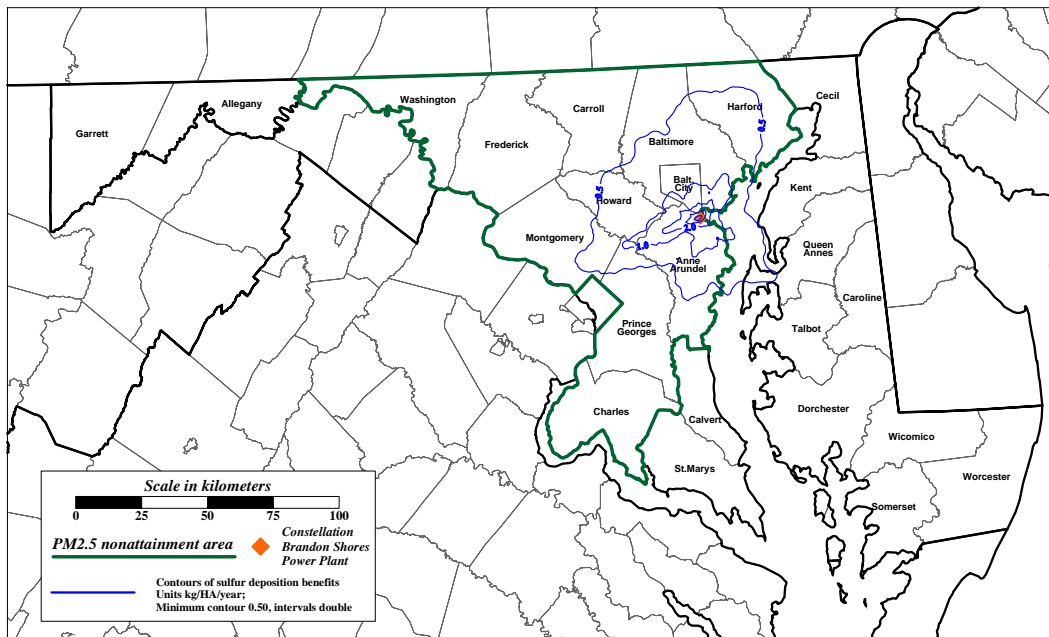 Cecil
Allegany
Washington
Carroll
Harford
Garrett
Frederick
Baltimore
0.5
Balt.
City
Kent
0.5
Howard
2.0
Montgomery
1.0
Queen
Annes
Anne
Arundel
Caroline
Prince
Georges
Talbot
Charles
Calvert
Dorchester
Wicomico
St.Marys
Worcester
Somerset
Scale in kilometers
0 25 50 75 100
PM2.5 nonattainment area
Constellation
Brandon Shores
Power Plant
Contours of sulfur deposition benefits
Units kg/HA/year;
Minimum contour 0.50, intervals double